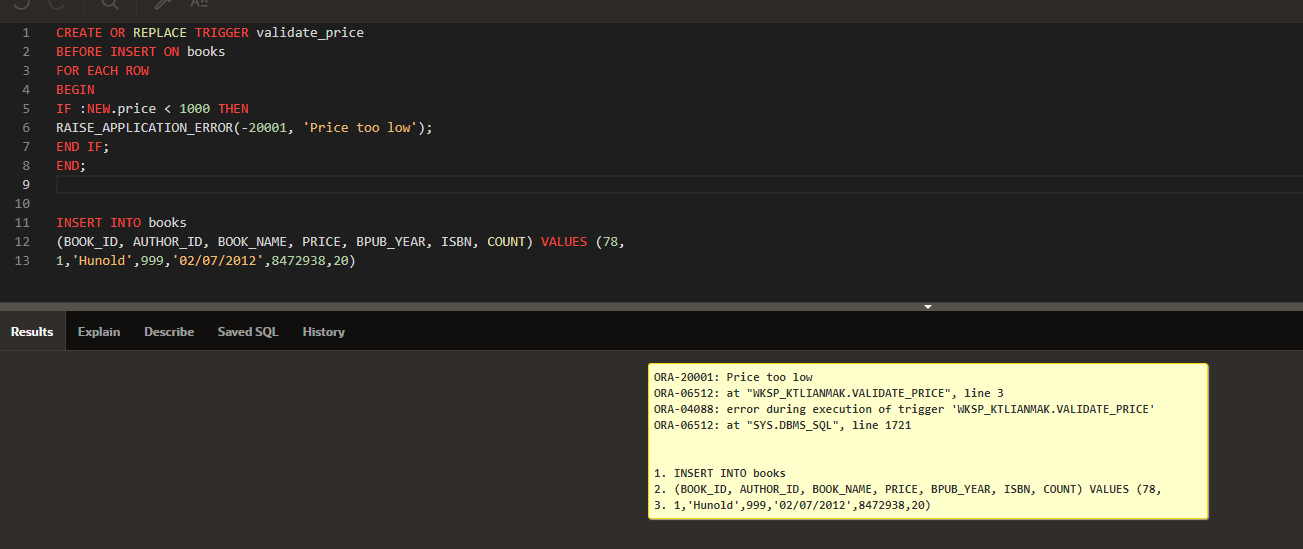 1 CREATE OR REPLACE TRIGGER validate_price
2 BEFORE INSERT ON books
3 FOR EACH ROW
4 BEGIN
5 IF :NEW.price < 1000 THEN
6 RAISE_APPLICATION_ERROR(-20001, 'Price too low');
7 END IF;
8 END;
9
10
11 INSERT INTO books
12 (BOOK_ID, AUTHOR_ID, BOOK_NAME, PRICE, BPUB_YEAR, ISBN, COUNT) VALUES (78,
13 1,'Hunold',999,'02/07/2012',8472938,20)
Results Explain Describe Saved SQL History
ORA-20001: Price too low
ORA-06512: at "WKSP_KTLIANMAK.VALIDATE_PRICE", line 3
ORA-04088: error during execution of trigger 'WKSP_KTLIANMAK.VALIDATE_PRICE'
ORA-06512: at "SYS.DBMS_SQL", line 1721
1. INSERT INTO books
2. (BOOK_ID, AUTHOR_ID, BOOK_NAME, PRICE, BPUB_YEAR, ISBN, COUNT) VALUES (78,
3. 1,'Hunold',999,'02/07/2012',8472938,20)